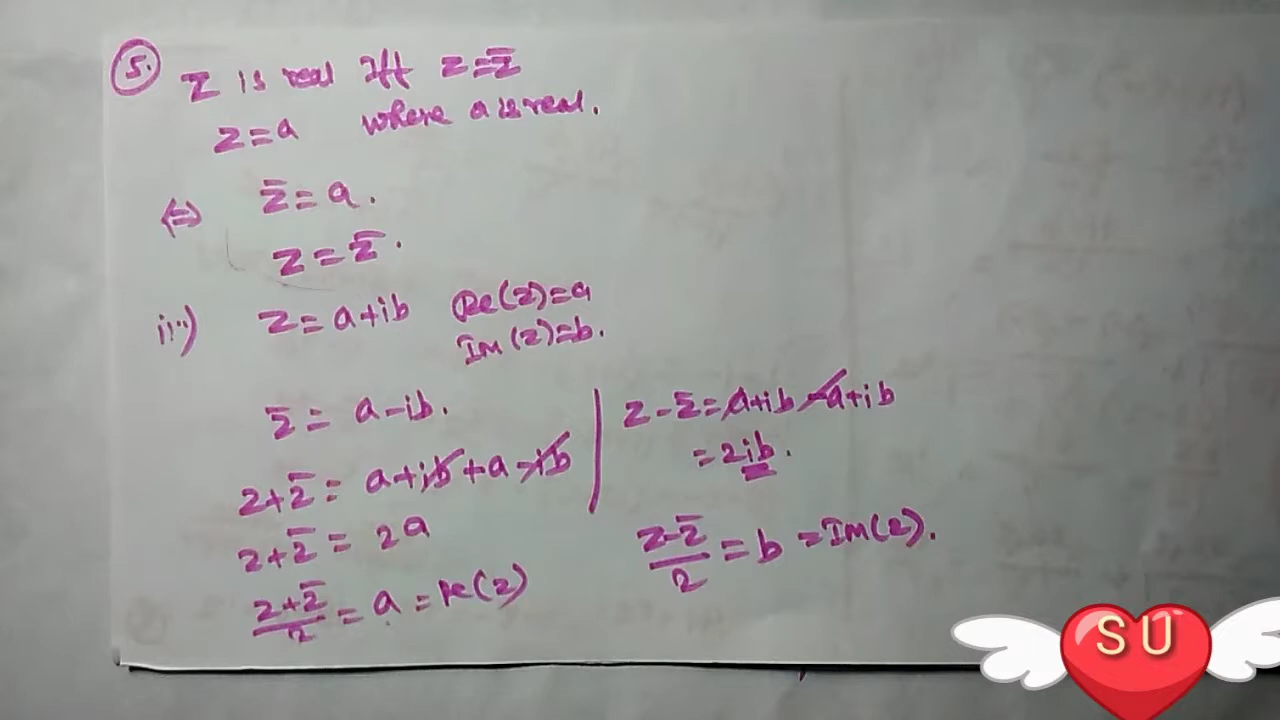 5. Z is real iff z=z̅
z=a where a is real.
⇔ z̅=a.
z=z̅.
iii) z=a+ib Re(z)=a
Im(z)=b.
z̅= a-ib.
z+z̅= a+ib+a-ib
z+z̅= 2a
z+z̅/2 = a = Re(z)
z-z̅= a+ib-a+ib
= 2ib.
z-z̅/2 = b = Im(z).
SU